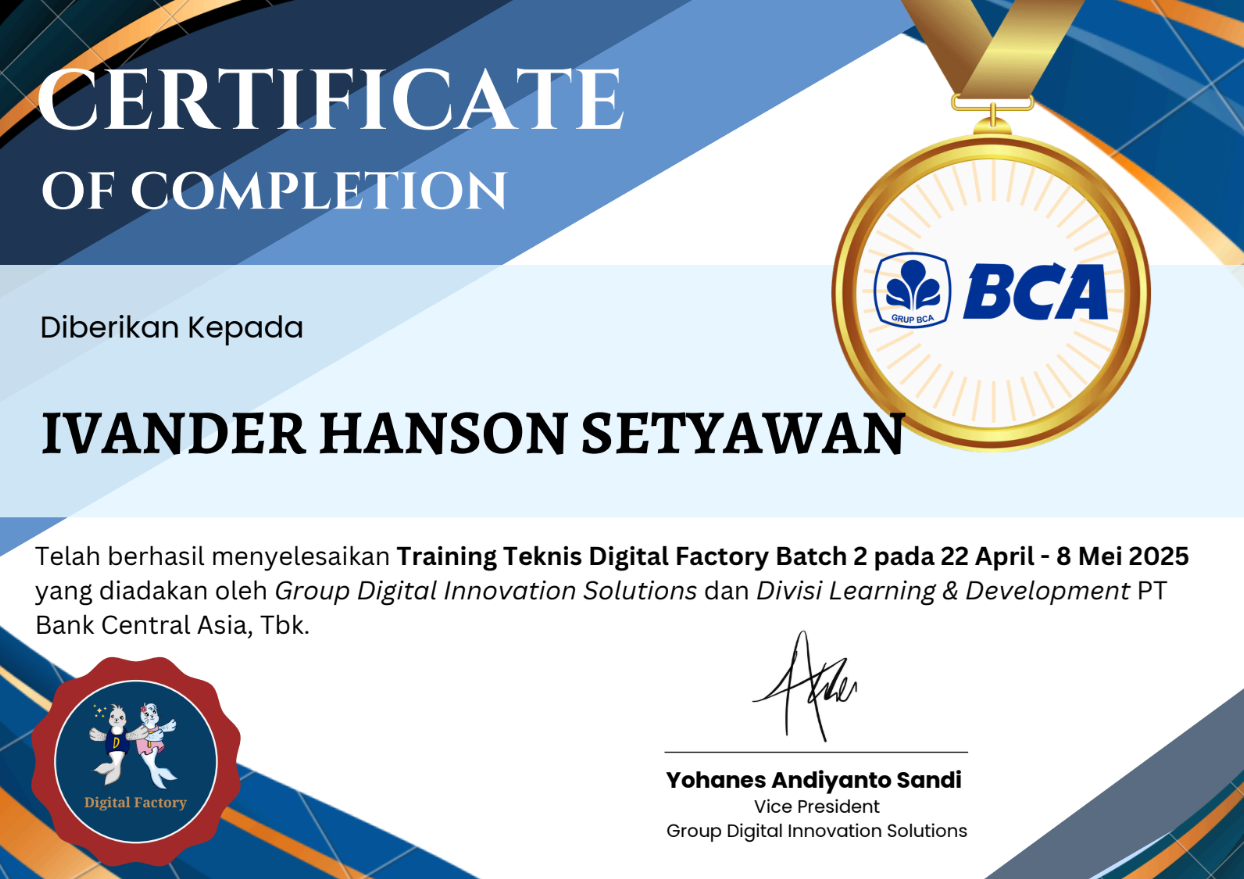 CERTIFICATE
OF COMPLETION
GRUP BCA
BCA
Diberikan Kepada
IVANDER HANSON SETYAWAN
Telah berhasil menyelesaikan Training Teknis Digital Factory Batch 2 pada 22 April - 8 Mei 2025
yang diadakan oleh Group Digital Innovation Solutions dan Divisi Learning & Development PT
Bank Central Asia, Tbk.
D
Digital Factory
Yohanes Andiyanto Sandi
Vice President
Group Digital Innovation Solutions